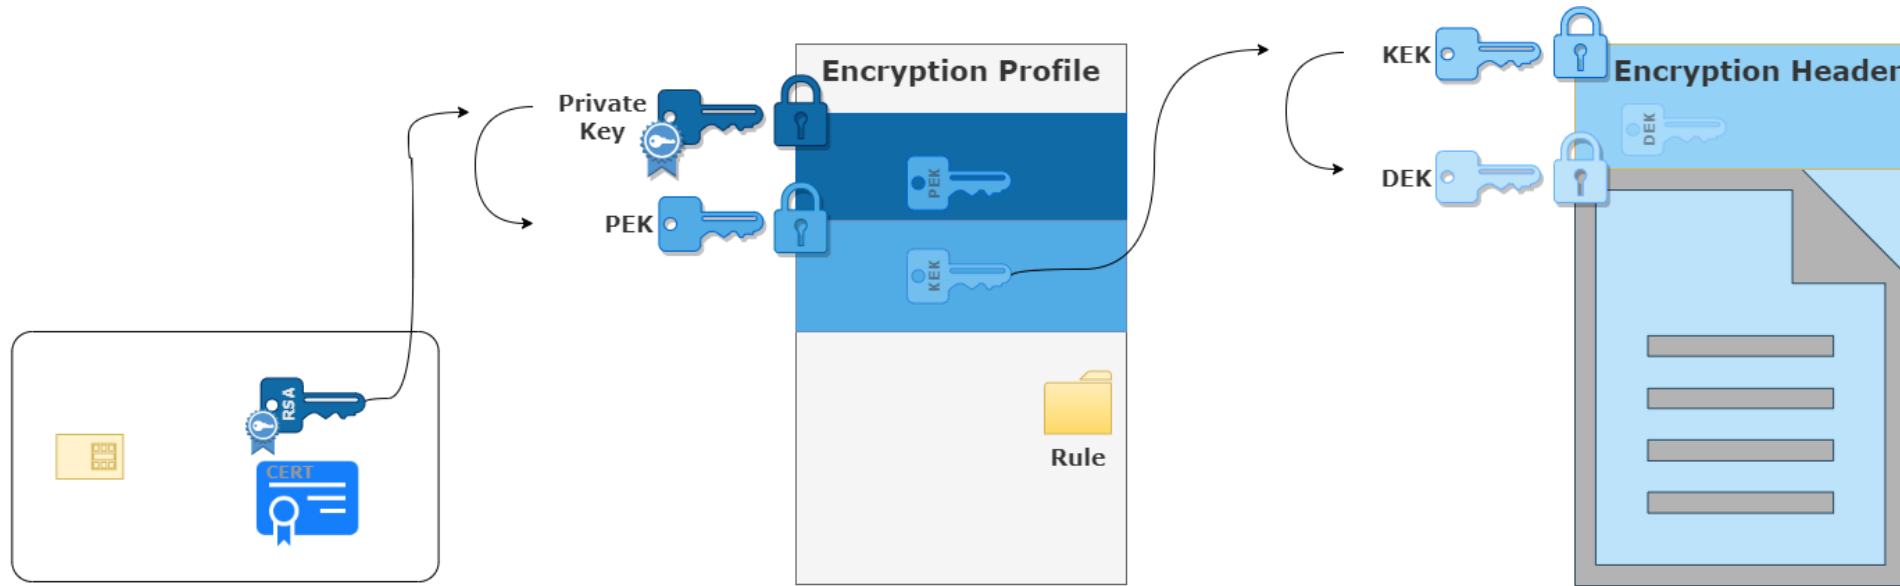 Encryption Profile
Private
Key
PEK
PEK
KEK
Rule
RSA
CERT
KEK
Encryption Header
DEK
DEK